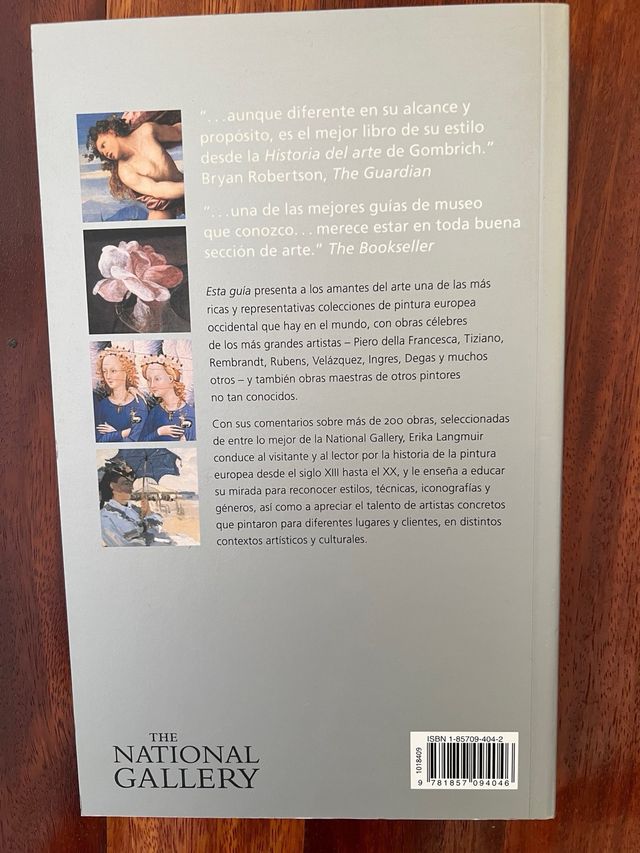 “...aunque diferente en su alcance y
propósito, es el mejor libro de su estilo
desde la Historia del arte de Gombrich.”
Bryan Robertson, The Guardian
“...una de las mejores guías de museo
que conozco... merece estar en toda buena
sección de arte.” The Bookseller
Esta guía presenta a los amantes del arte una de las más
ricas y representativas colecciones de pintura europea
occidental que hay en el mundo, con obras célebres
de los más grandes artistas – Piero della Francesca, Tiziano,
Rembrandt, Rubens, Velázquez, Ingres, Degas y muchos
otros – y también obras maestras de otros pintores
no tan conocidos.
Con sus comentarios sobre más de 200 obras, seleccionadas
de entre lo mejor de la National Gallery, Erika Langmuir
conduce al visitante y al lector por la historia de la pintura
europea desde el siglo XIII hasta el XX, y le enseña a educar
su mirada para reconocer estilos, técnicas, iconografías y
géneros, así como a apreciar el talento de artistas concretos
que pintaron para diferentes lugares y clientes, en distintos
contextos artísticos y culturales.
THE
NATIONAL
GALLERY
ISBN 1-85709-404-2
1018409
9 781857 094046